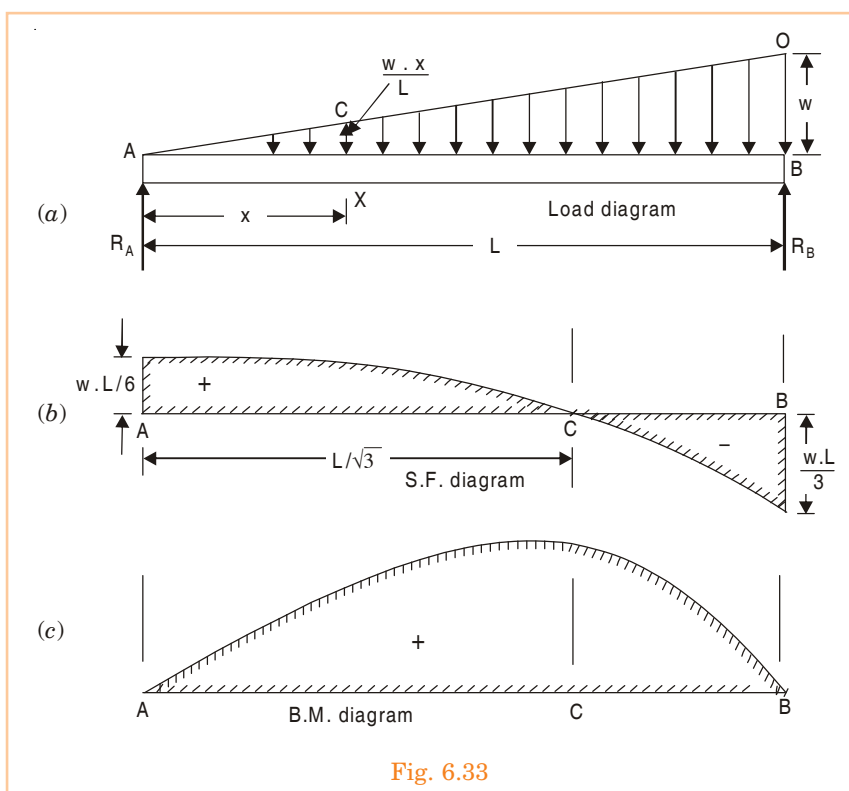 O
w . x
L
C
w
A
B
(a)
x
X
Load diagram
R_A
L
R_B
w.L/6
+
(b)
A
C
B
–
L/√3
S.F. diagram
w.L
3
(c)
+
A
B.M. diagram
C
B
Fig. 6.33